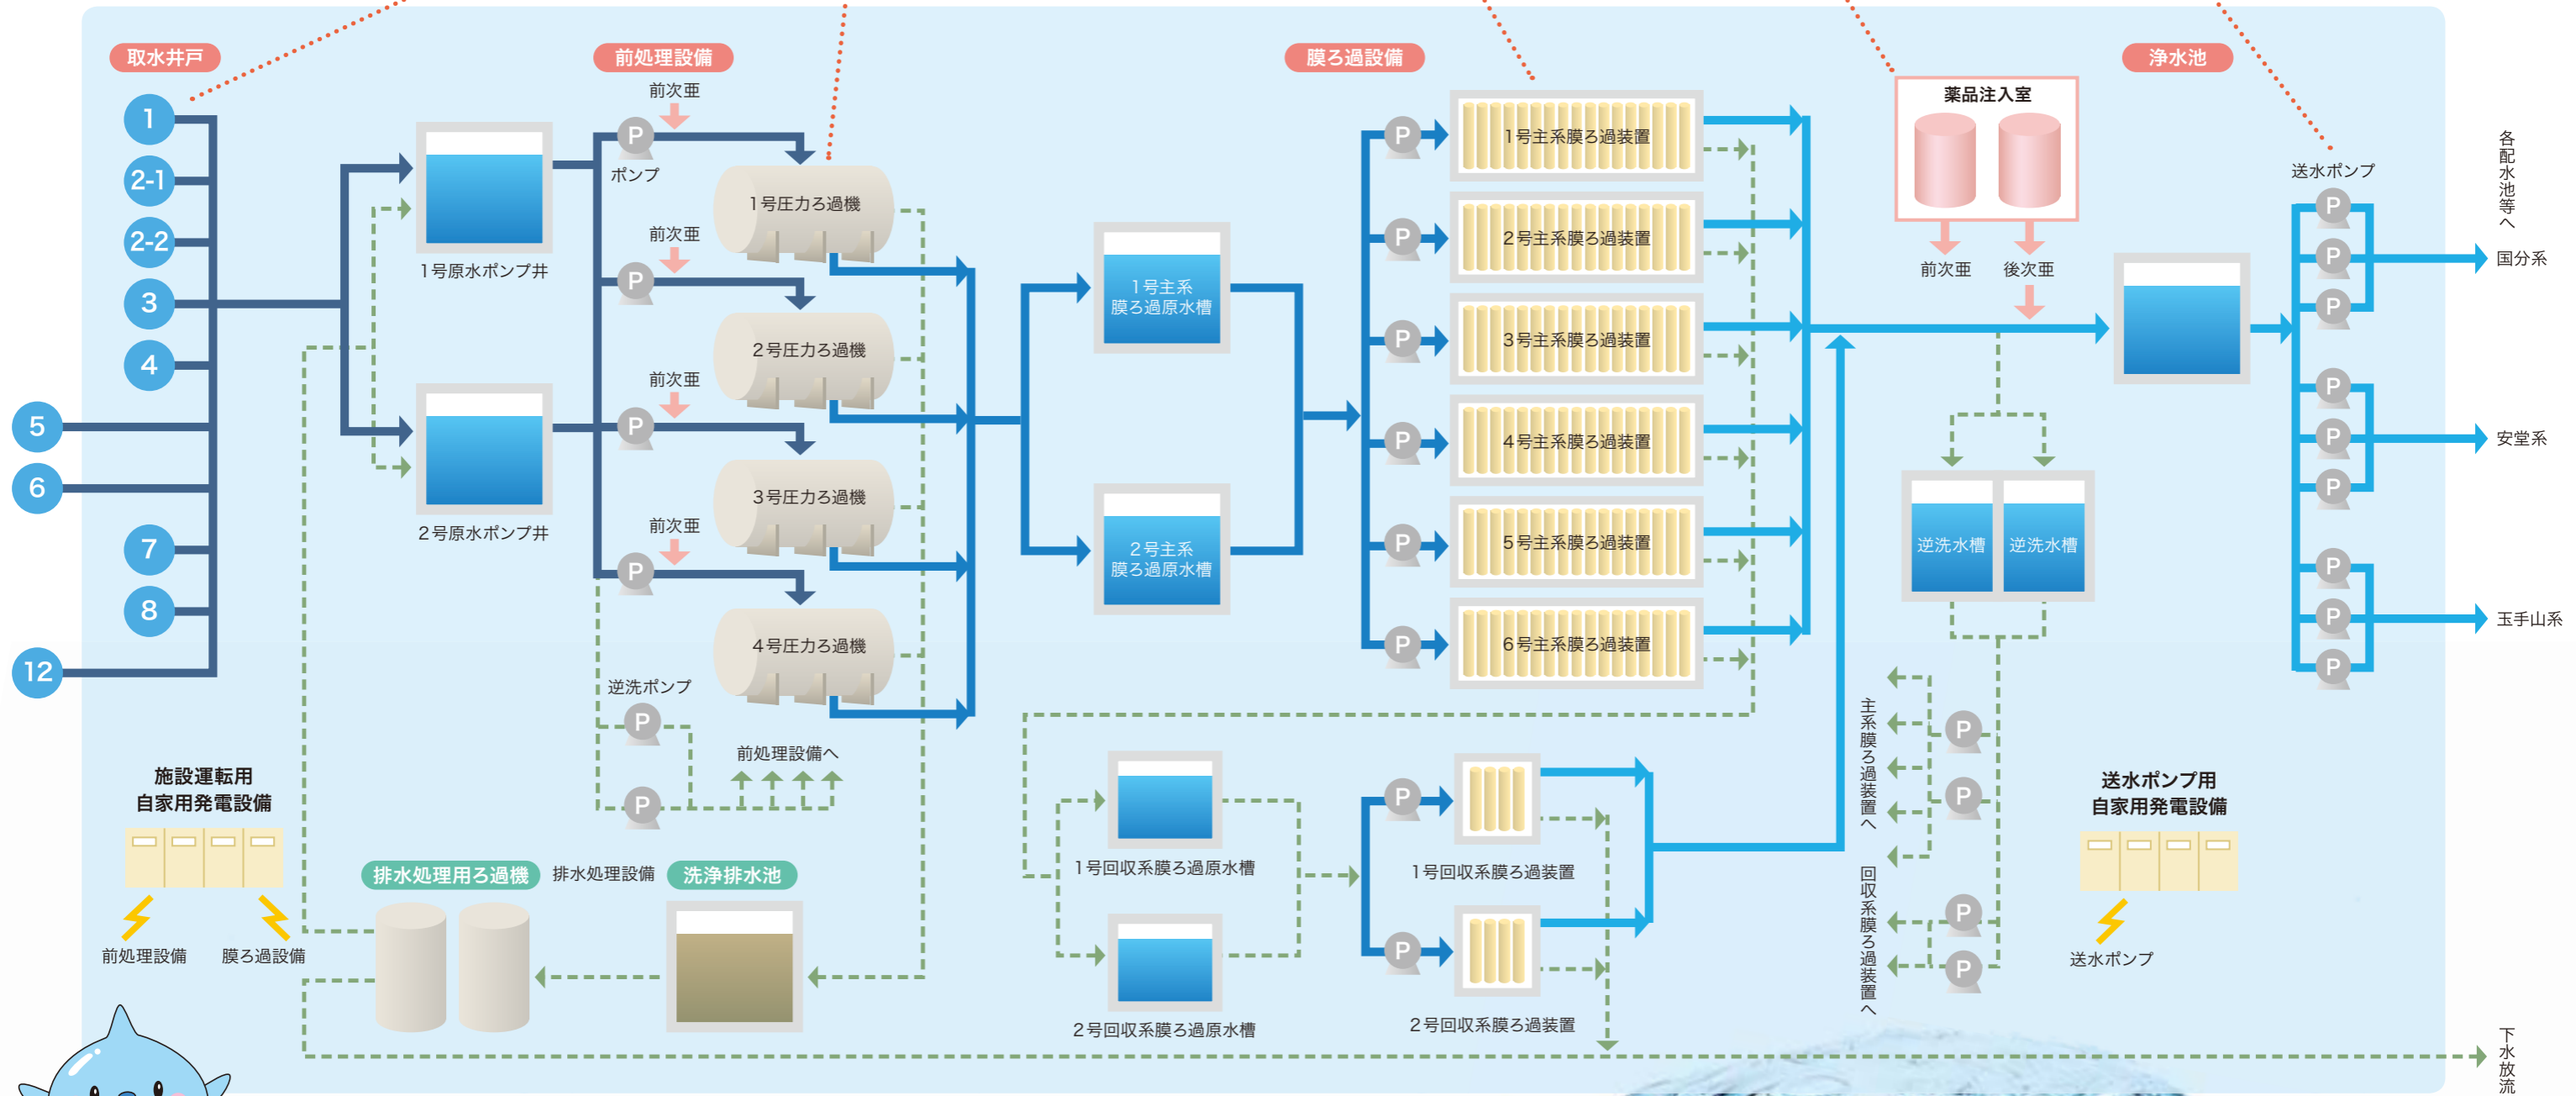 取水井戸
1
2-1
2-2
3
4
5
6
7
8
12
1号原水ポンプ井
2号原水ポンプ井
前処理設備
前次亜
P
ポンプ
1号圧力ろ過機
前次亜
P
2号圧力ろ過機
前次亜
P
3号圧力ろ過機
前次亜
P
4号圧力ろ過機
逆洗ポンプ
P
P
前処理設備へ
1号主系
膜ろ過原水槽
2号主系
膜ろ過原水槽
膜ろ過設備
P
1号主系膜ろ過装置
P
2号主系膜ろ過装置
P
3号主系膜ろ過装置
P
4号主系膜ろ過装置
P
5号主系膜ろ過装置
P
6号主系膜ろ過装置
薬品注入室
前次亜
後次亜
浄水池
逆洗水槽
逆洗水槽
送水ポンプ
P
P
P
P
P
P
P
P
P
各配水池等へ
国分系
安堂系
玉手山系
施設運転用
自家用発電設備
前処理設備
膜ろ過設備
排水処理用ろ過機
排水処理設備
洗浄排水池
1号回収系膜ろ過原水槽
2号回収系膜ろ過原水槽
P
1号回収系膜ろ過装置
P
2号回収系膜ろ過装置
主系膜ろ過装置へ
P
P
回収系膜ろ過装置へ
P
P
送水ポンプ用
自家用発電設備
送水ポンプ
下水放流